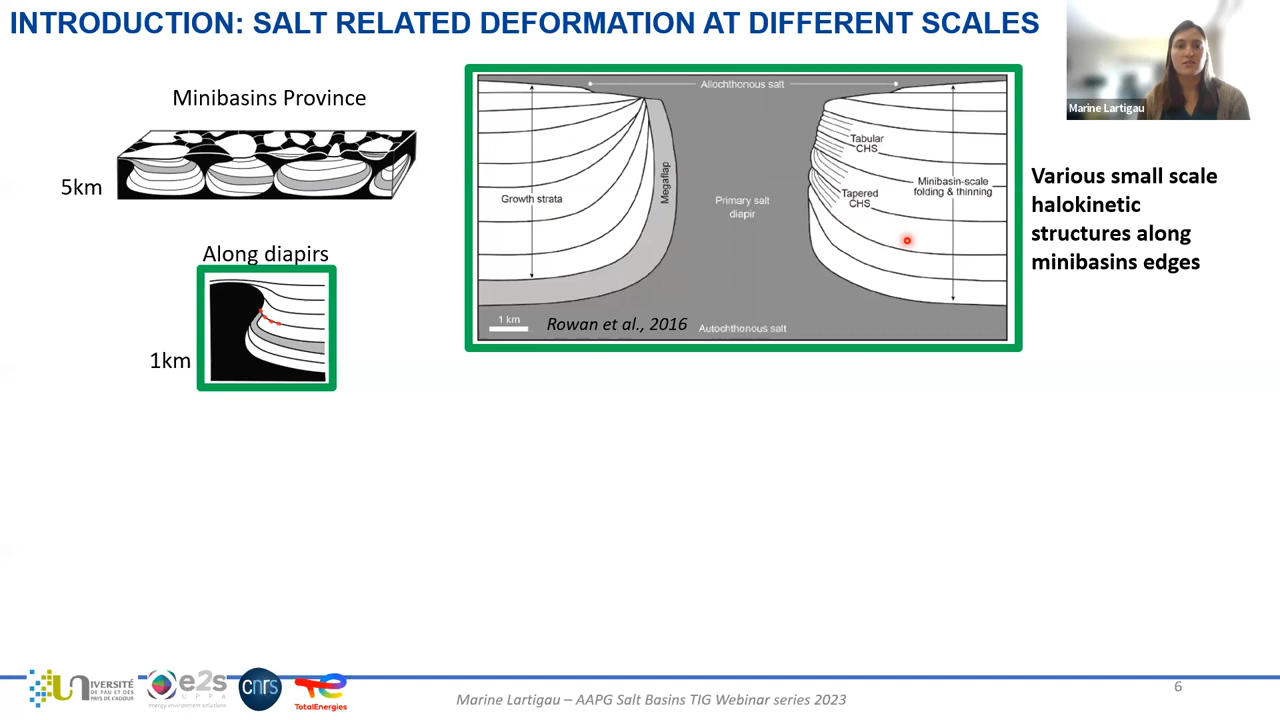 INTRODUCTION: SALT RELATED DEFORMATION AT DIFFERENT SCALES
Marine Lartigau
Minibasins Province
5km
Along diapirs
1km
Allochthonous salt
Growth strata
Megaflap
Primary salt
diapir
Tabular
CHS
Tapered
CHS
Minibasin-scale
folding & thinning
1 km
Rowan et al., 2016
Autochthonous salt
Various small scale
halokinetic
structures along
minibasins edges
UNIVERSITÉ
DE PAU ET DES
PAYS DE L'ADOUR
e2s
UPPA
energy environment solutions
cnrs
TotalEnergies
Marine Lartigau – AAPG Salt Basins TIG Webinar series 2023
6